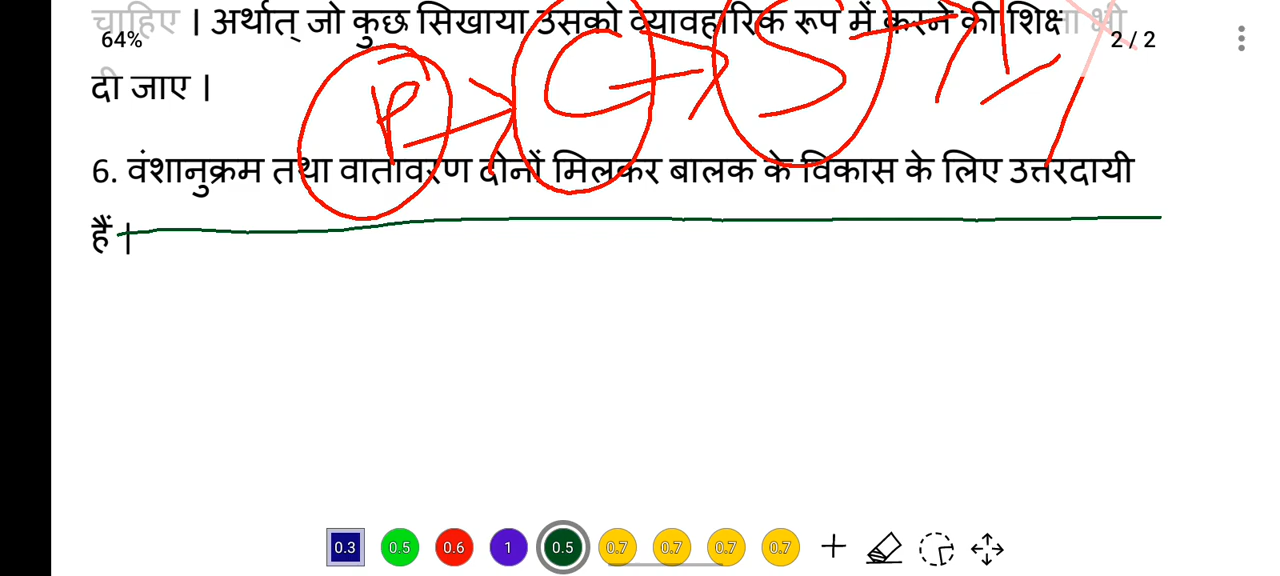 चाहिए | अर्थात् जो कुछ सिखाया उसको व्यावहारिक रूप में करने की शिक्षा भी
64%
2 / 2
दी जाए |
P C S
6. वंशानुक्रम तथा वातावरण दोनों मिलकर बालक के विकास के लिए उत्तरदायी
हैं |
0.3 0.5 0.6 1 0.5 0.7 0.7 0.7 0.7